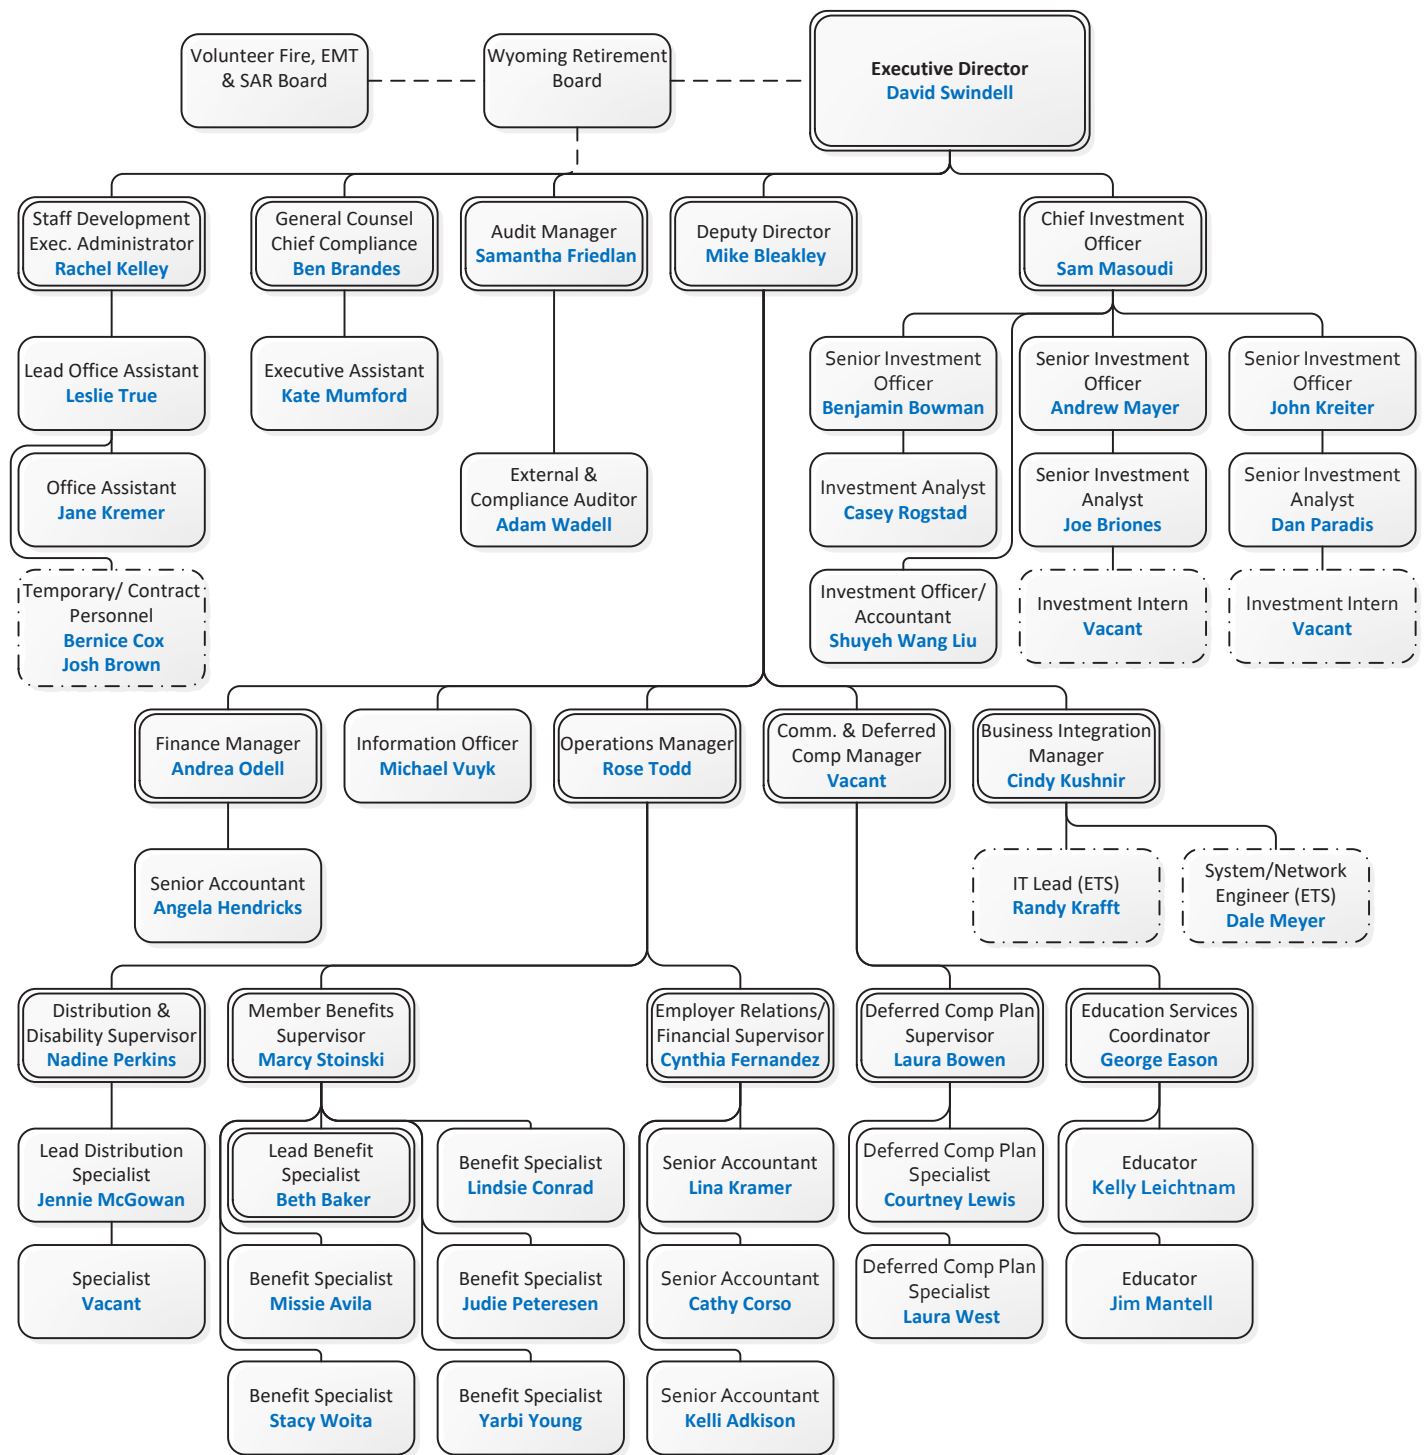 Volunteer Fire, EMT
& SAR Board
Wyoming Retirement
Board
Executive Director
David Swindell
Staff Development
Exec. Administrator
Rachel Kelley
General Counsel
Chief Compliance
Ben Brandes
Audit Manager
Samantha Friedlan
Deputy Director
Mike Bleakley
Chief Investment
Officer
Sam Masoudi
Lead Office Assistant
Leslie True
Executive Assistant
Kate Mumford
Senior Investment
Officer
Benjamin Bowman
Senior Investment
Officer
Andrew Mayer
Senior Investment
Officer
John Kreiter
Office Assistant
Jane Kremer
External &
Compliance Auditor
Adam Wadell
Investment Analyst
Casey Rogstad
Senior Investment
Analyst
Joe Briones
Senior Investment
Analyst
Dan Paradis
Temporary/ Contract
Personnel
Bernice Cox
Josh Brown
Investment Officer/
Accountant
Shuyeh Wang Liu
Investment Intern
Vacant
Investment Intern
Vacant
Finance Manager
Andrea Odell
Information Officer
Michael Vuyk
Operations Manager
Rose Todd
Comm. & Deferred
Comp Manager
Vacant
Business Integration
Manager
Cindy Kushnir
Senior Accountant
Angela Hendricks
IT Lead (ETS)
Randy Krafft
System/Network
Engineer (ETS)
Dale Meyer
Distribution &
Disability Supervisor
Nadine Perkins
Member Benefits
Supervisor
Marcy Stoinski
Employer Relations/
Financial Supervisor
Cynthia Fernandez
Deferred Comp Plan
Supervisor
Laura Bowen
Education Services
Coordinator
George Eason
Lead Distribution
Specialist
Jennie McGowan
Lead Benefit
Specialist
Beth Baker
Benefit Specialist
Lindsie Conrad
Senior Accountant
Lina Kramer
Deferred Comp Plan
Specialist
Courtney Lewis
Educator
Kelly Leichtnam
Specialist
Vacant
Benefit Specialist
Missie Avila
Benefit Specialist
Judie Peteresen
Senior Accountant
Cathy Corso
Deferred Comp Plan
Specialist
Laura West
Educator
Jim Mantell
Benefit Specialist
Stacy Woita
Benefit Specialist
Yarbi Young
Senior Accountant
Kelli Adkison